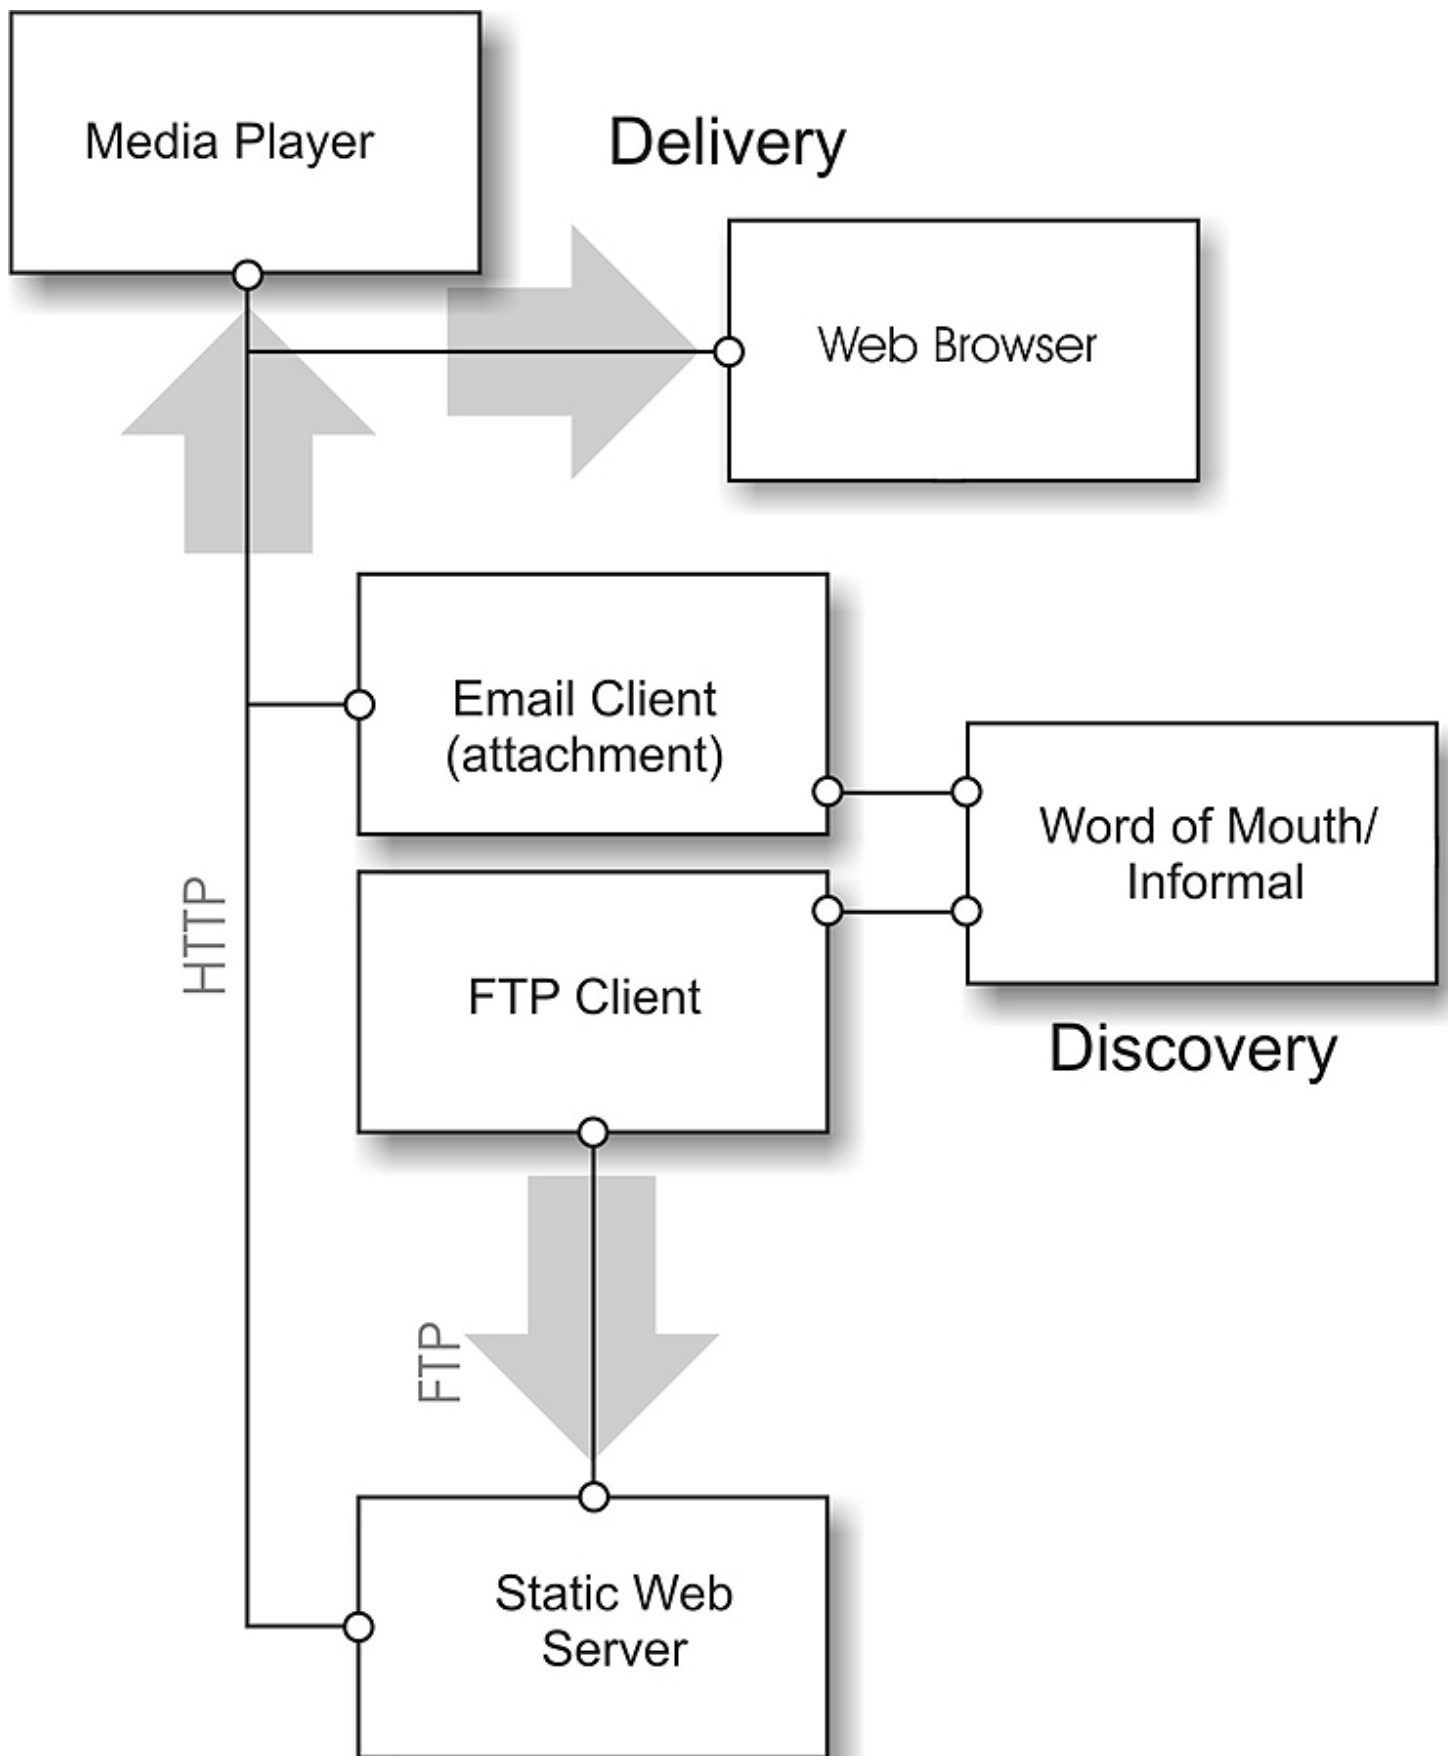 Media Player
Delivery
Web Browser
Email Client
(attachment)
Word of Mouth/
Informal
HTTP
FTP Client
Discovery
FTP
Static Web
Server